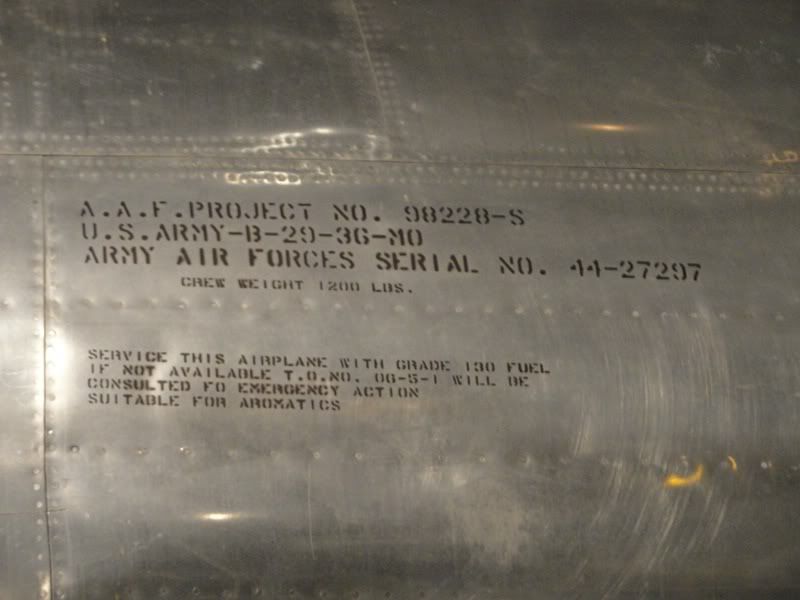 A.A.F.PROJECT NO. 98228-S
U.S.ARMY-B-29-36-MO
ARMY AIR FORCES SERIAL NO. 44-27297
CREW WEIGHT 1200 LBS.
SERVICE THIS AIRPLANE WITH GRADE 130 FUEL
IF NOT AVAILABLE T.O.NO. 06-5-1 WILL BE
CONSULTED FO EMERGENCY ACTION
SUITABLE FOR AROMATICS